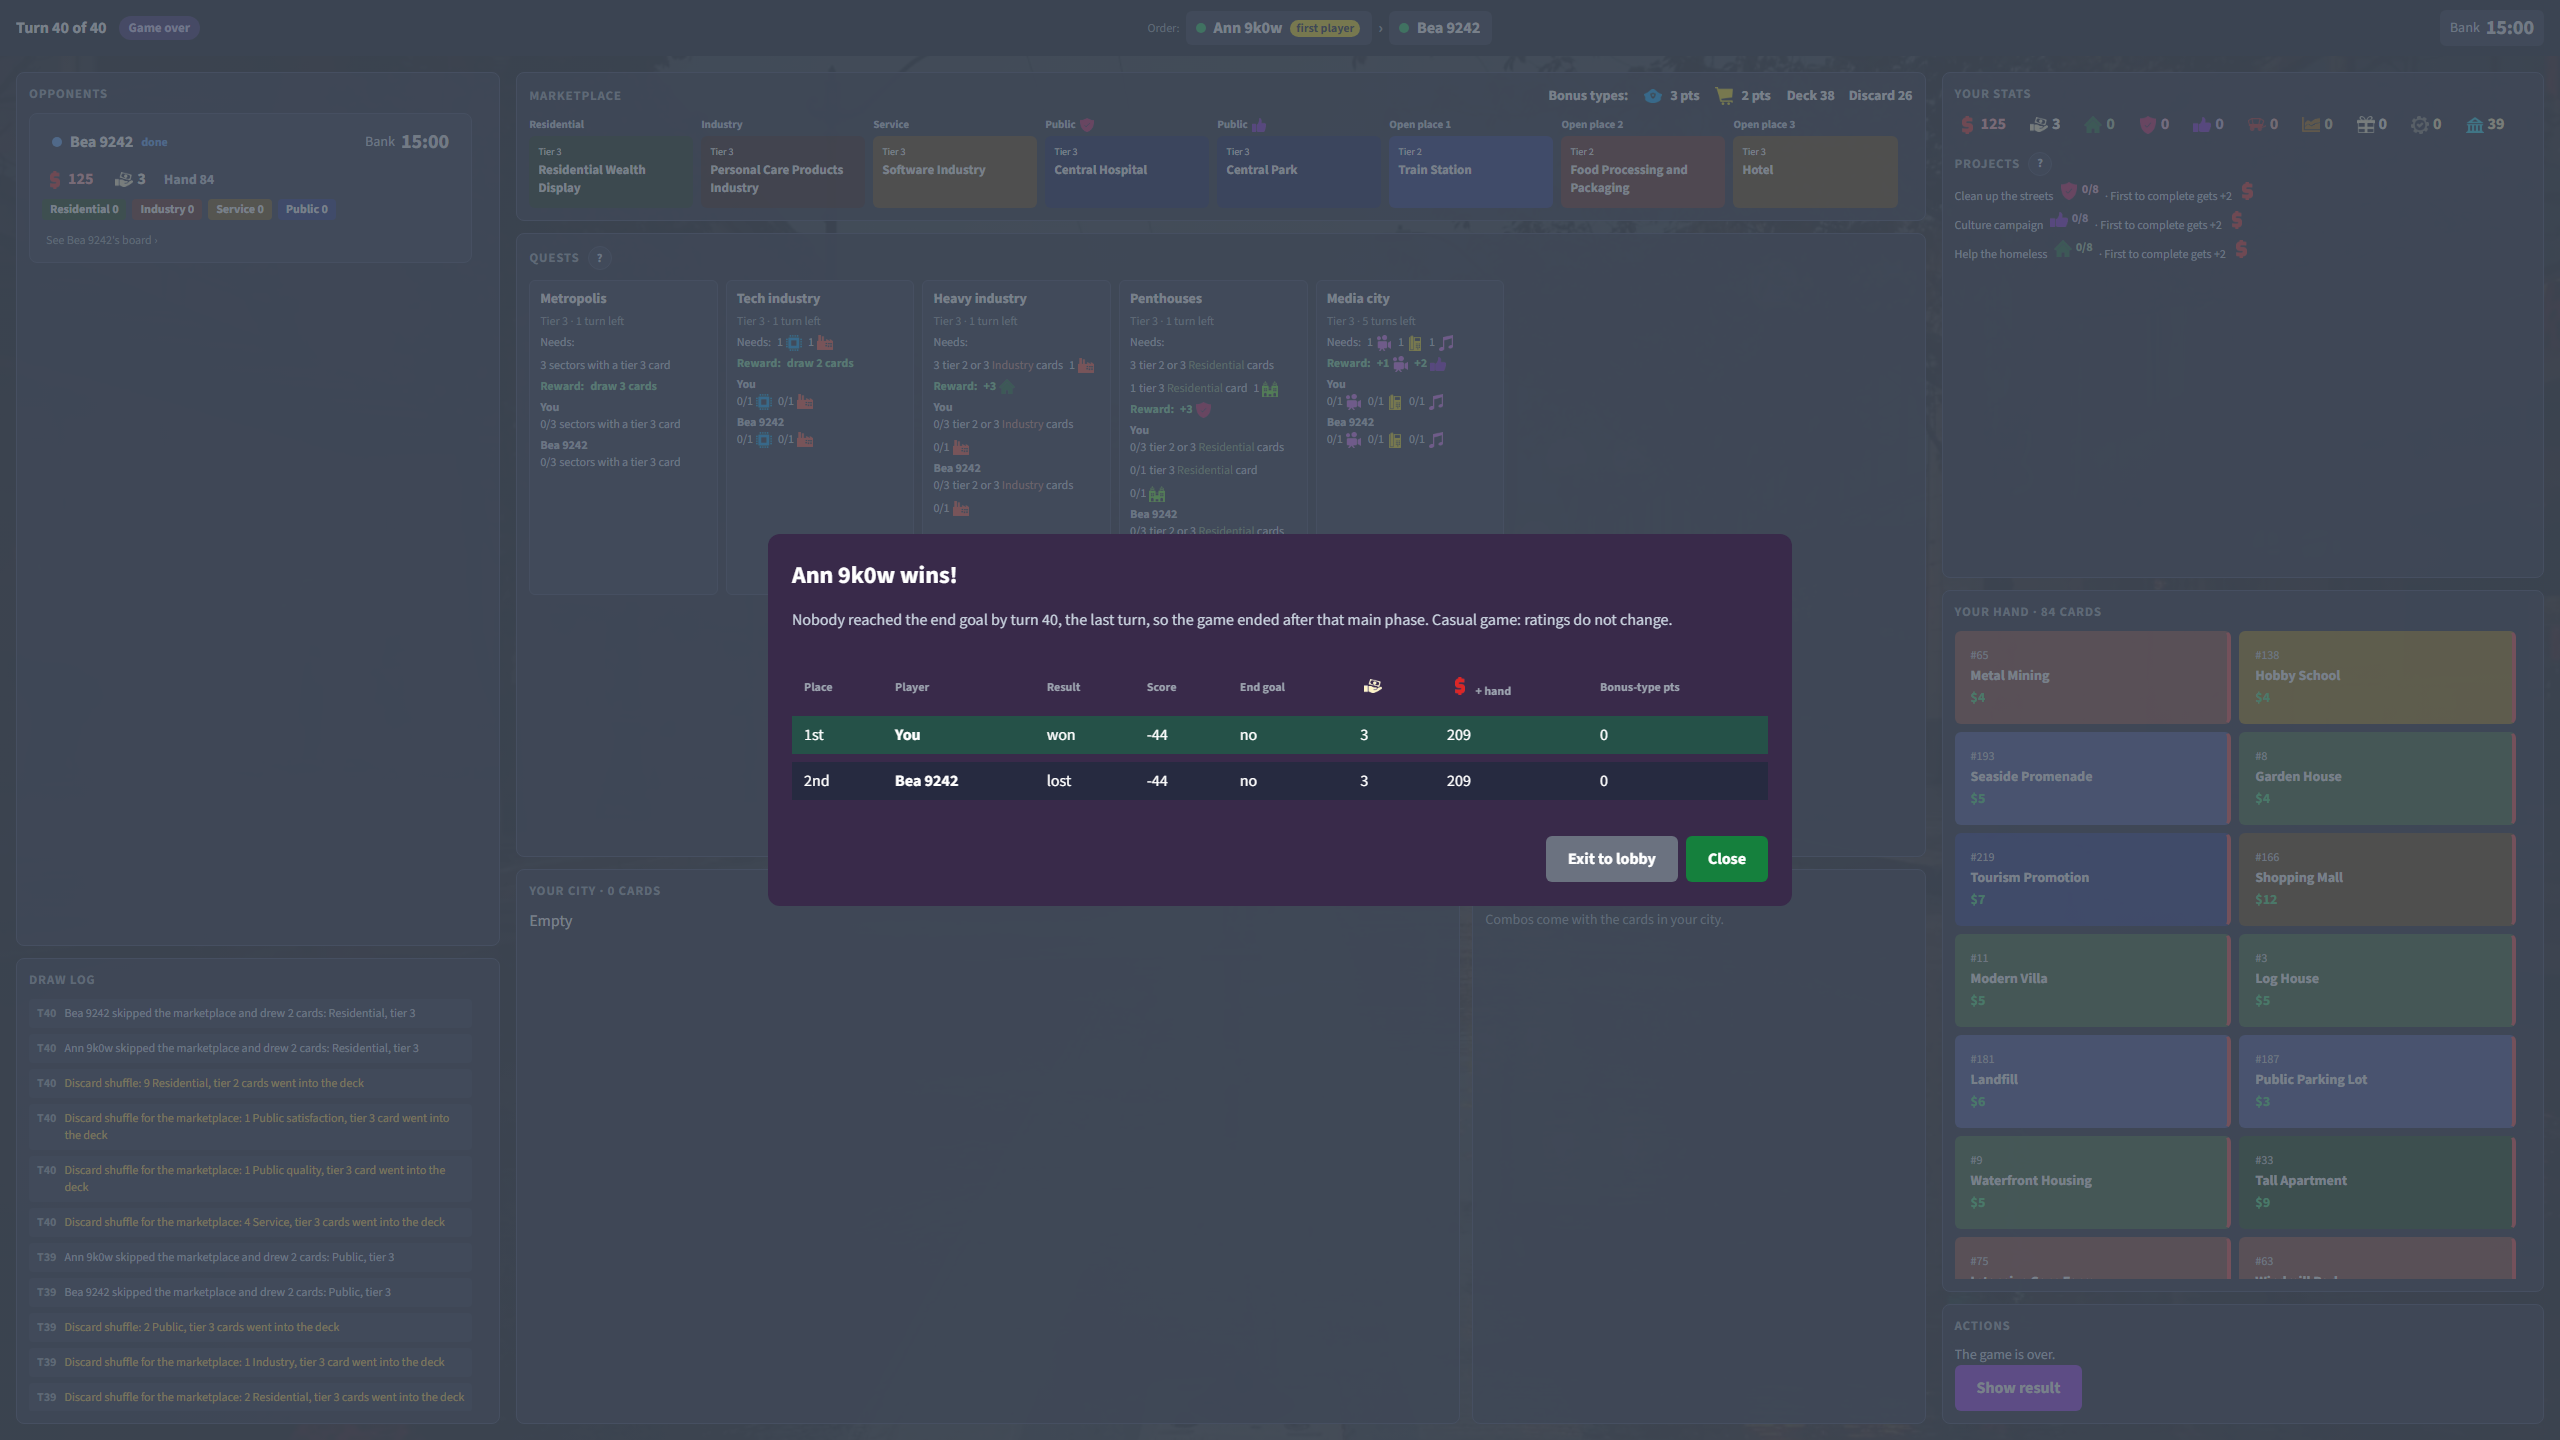 Turn 40 of 40 Game over
Order: Ann 9k0w first player › Bea 9242
Bank 15:00
OPPONENTS
Bea 9242 done Bank 15:00
125 3 Hand 84
Residential 0 Industry 0 Service 0 Public 0
See Bea 9242's board ›
MARKETPLACE
Bonus types: 3 pts 2 pts Deck 38 Discard 26
Residential Industry Service Public Public Open place 1 Open place 2 Open place 3
Tier 3
Residential Wealth
Display
Tier 3
Personal Care Products
Industry
Tier 3
Software Industry
Tier 3
Central Hospital
Tier 3
Central Park
Tier 2
Train Station
Tier 2
Food Processing and
Packaging
Tier 3
Hotel
QUESTS ?
Metropolis
Tier 3 · 1 turn left
Needs:
3 sectors with a tier 3 card
Reward: draw 3 cards
You
0/3 sectors with a tier 3 card
Bea 9242
0/3 sectors with a tier 3 card
Tech industry
Tier 3 · 1 turn left
Needs: 1 1
Reward: draw 2 cards
You
0/1 0/1
Bea 9242
0/1 0/1
Heavy industry
Tier 3 · 1 turn left
Needs:
3 tier 2 or 3 Industry cards 1
Reward: +3
You
0/3 tier 2 or 3 Industry cards
0/1
Bea 9242
0/3 tier 2 or 3 Industry cards
0/1
Penthouses
Tier 3 · 1 turn left
Needs:
3 tier 2 or 3 Residential cards
1 tier 3 Residential card 1
Reward: +3
You
0/3 tier 2 or 3 Residential cards
0/1 tier 3 Residential card
0/1
Bea 9242
0/3 tier 2 or 3 Residential cards
Media city
Tier 3 · 5 turns left
Needs: 1 1 1
Reward: +1 +2
You
0/1 0/1 0/1
Bea 9242
0/1 0/1 0/1
Ann 9k0w wins!
Nobody reached the end goal by turn 40, the last turn, so the game ended after that main phase. Casual game: ratings do not change.
Place Player Result Score End goal + hand Bonus-type pts
1st You won -44 no 3 209 0
2nd Bea 9242 lost -44 no 3 209 0
Exit to lobby Close
YOUR CITY · 0 CARDS
Empty
Combos come with the cards in your city.
DRAW LOG
T40 Bea 9242 skipped the marketplace and drew 2 cards: Residential, tier 3
T40 Ann 9k0w skipped the marketplace and drew 2 cards: Residential, tier 3
T40 Discard shuffle: 9 Residential, tier 2 cards went into the deck
T40 Discard shuffle for the marketplace: 1 Public satisfaction, tier 3 card went into
the deck
T40 Discard shuffle for the marketplace: 1 Public quality, tier 3 card went into the
deck
T40 Discard shuffle for the marketplace: 4 Service, tier 3 cards went into the deck
T39 Ann 9k0w skipped the marketplace and drew 2 cards: Public, tier 3
T39 Bea 9242 skipped the marketplace and drew 2 cards: Public, tier 3
T39 Discard shuffle: 2 Public, tier 3 cards went into the deck
T39 Discard shuffle for the marketplace: 1 Industry, tier 3 card went into the deck
T39 Discard shuffle for the marketplace: 2 Residential, tier 3 cards went into the deck
YOUR STATS
125 3 0 0 0 0 0 0 0 39
PROJECTS ?
Clean up the streets 0/8 · First to complete gets +2
Culture campaign 0/8 · First to complete gets +2
Help the homeless 0/8 · First to complete gets +2
YOUR HAND · 84 CARDS
#65
Metal Mining
$4
#138
Hobby School
$4
#193
Seaside Promenade
$5
#8
Garden House
$4
#219
Tourism Promotion
$7
#166
Shopping Mall
$12
#11
Modern Villa
$5
#3
Log House
$5
#181
Landfill
$6
#187
Public Parking Lot
$3
#9
Waterfront Housing
$5
#33
Tall Apartment
$9
#75
#63
ACTIONS
The game is over.
Show result